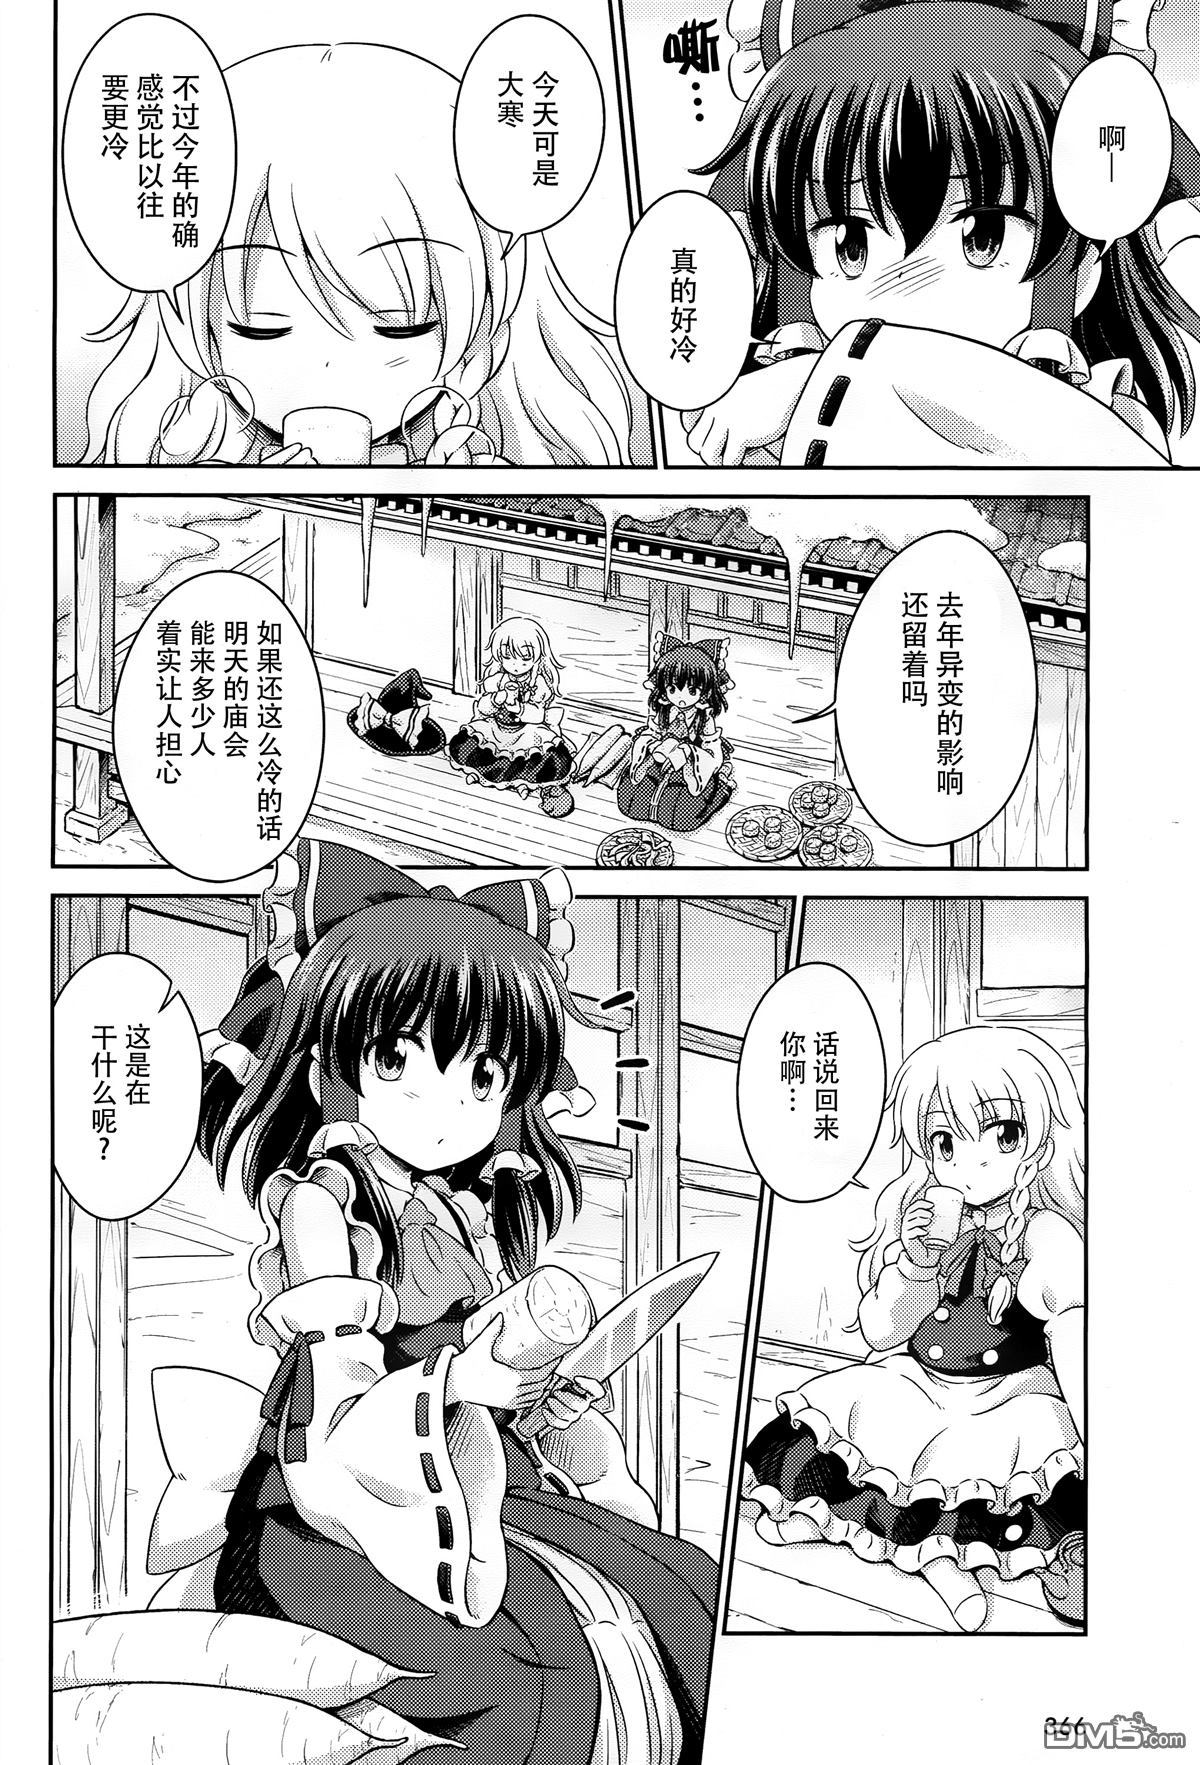 啊—
嘶…
真的好冷
今天可是
大寒
不过今年的确
感觉比以往
要更冷
去年异变的影响
还留着吗
如果还这么冷的话
明天的庙会
能来多少人
着实让人担心
话说回来
你啊…
这是在
干什么呢?
366
DM5.com